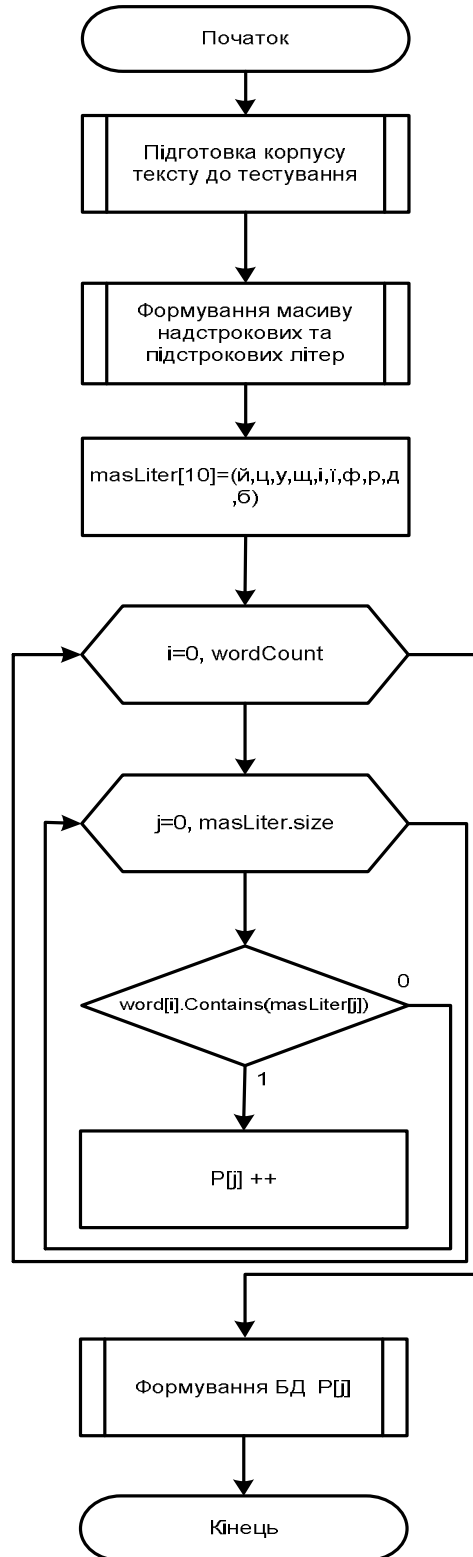 Початок
Підготовка корпусу
тексту до тестування
Формування масиву
надстрокових та
підстрокових літер
masLiter[10]=(й,ц,у,щ,і,ї,ф,р,д
,б)
i=0, wordCount
j=0, masLiter.size
word[i].Contains(masLiter[j])
0
1
P[j] ++
Формування БД P[j]
Кінець